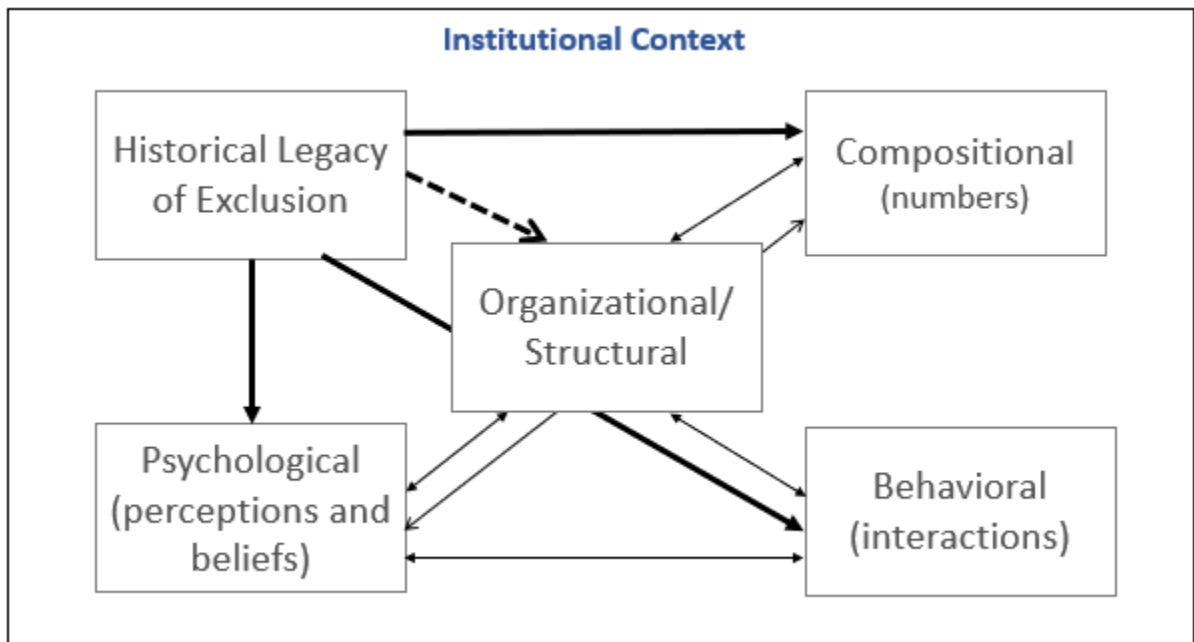 Institutional Context
Historical Legacy
of Exclusion
Compositional
(numbers)
Organizational/
Structural
Psychological
(perceptions and
beliefs)
Behavioral
(interactions)